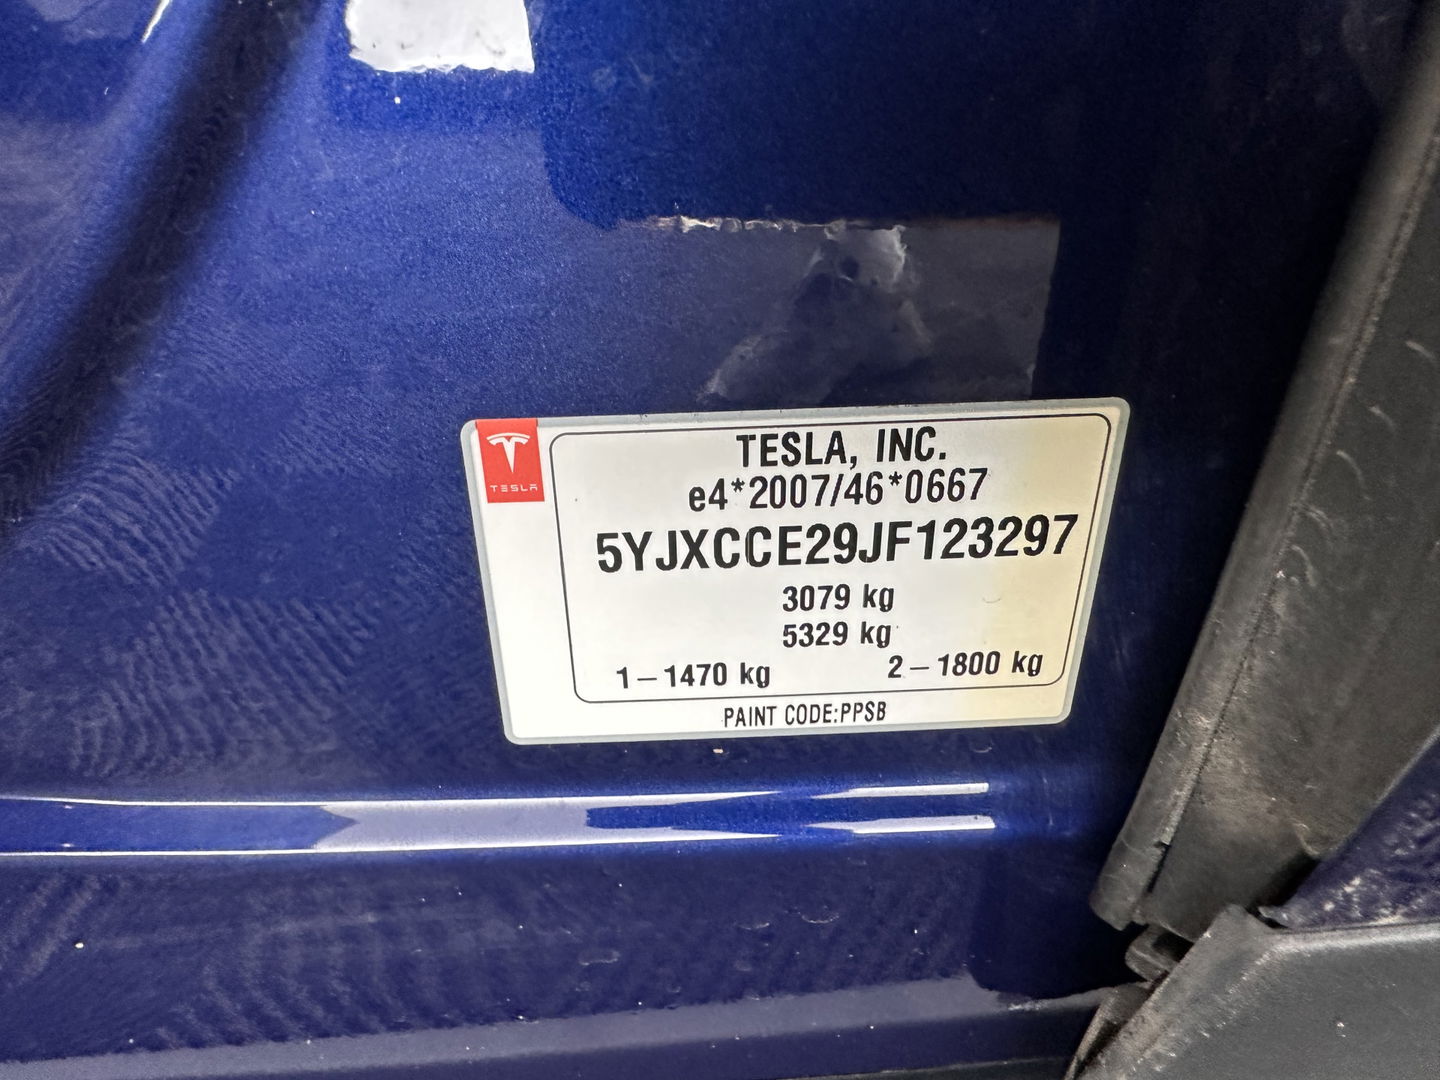 TESLA
TESLA, INC.
e4*2007/46*0667
5YJXCCE29JF123297
3079 kg
5329 kg
1–1470 kg 2–1800 kg
PAINT CODE:PPSB